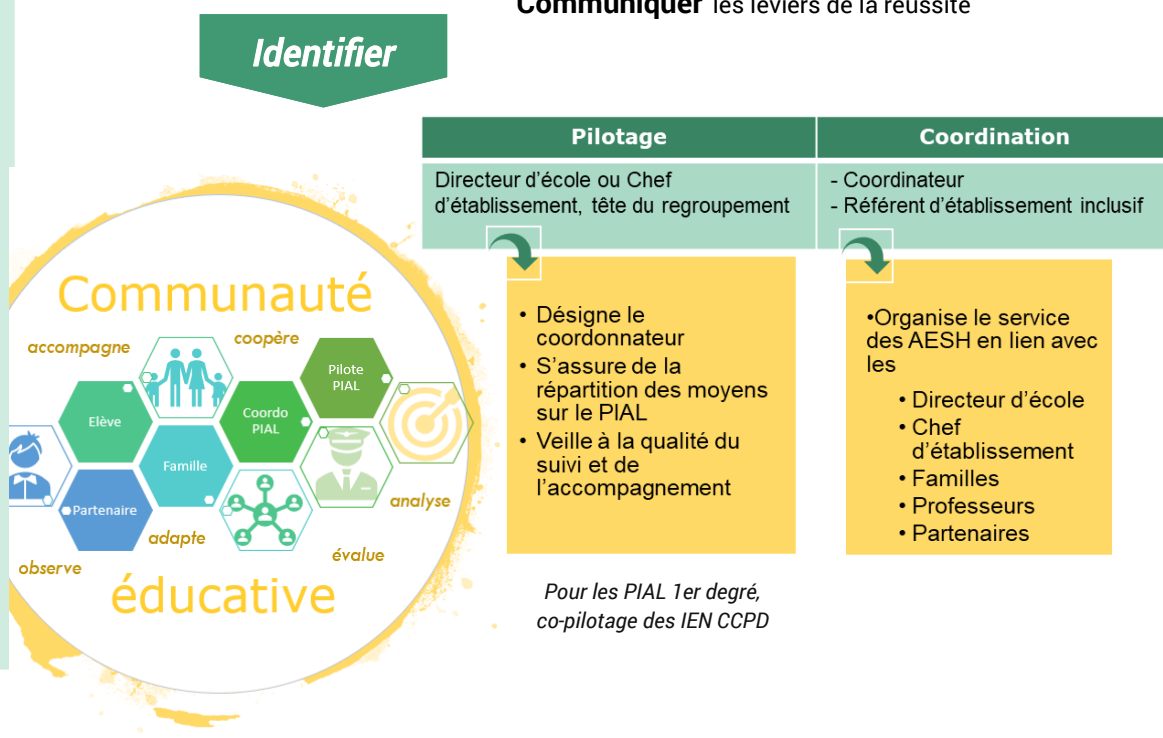 Communiquer les leviers de la réussite
Identifier
Pilotage
Coordination
Directeur d'école ou Chef
d'établissement, tête du regroupement
- Coordinateur
- Référent d'établissement inclusif
• Désigne le
coordonnateur
• S'assure de la
répartition des moyens
sur le PIAL
• Veille à la qualité du
suivi et de
l'accompagnement
•Organise le service
des AESH en lien avec
les
• Directeur d'école
• Chef
d'établissement
• Familles
• Professeurs
• Partenaires
Pour les PIAL 1er degré,
co-pilotage des IEN CCPD
Communauté
accompagne
coopère
Pilote
PIAL
Elève
Coordo
PIAL
Famille
Partenaire
analyse
adapte
évalue
observe
éducative